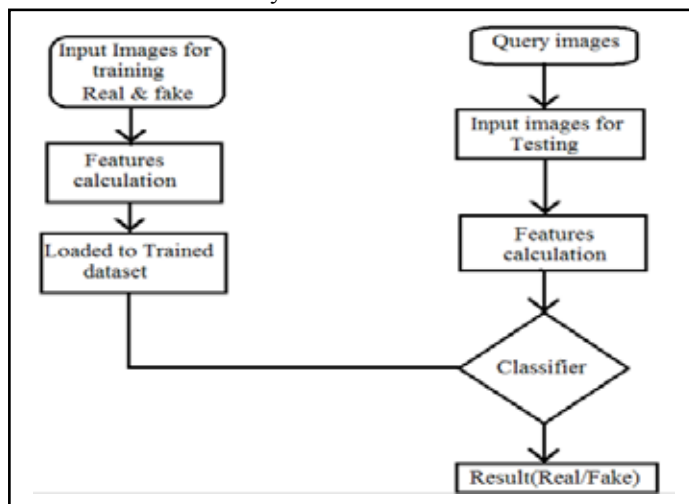 Input Images for
training
Real & fake
Features
calculation
Loaded to Trained
dataset
Query images
Input images for
Testing
Features
calculation
Classifier
Result(Real/Fake)